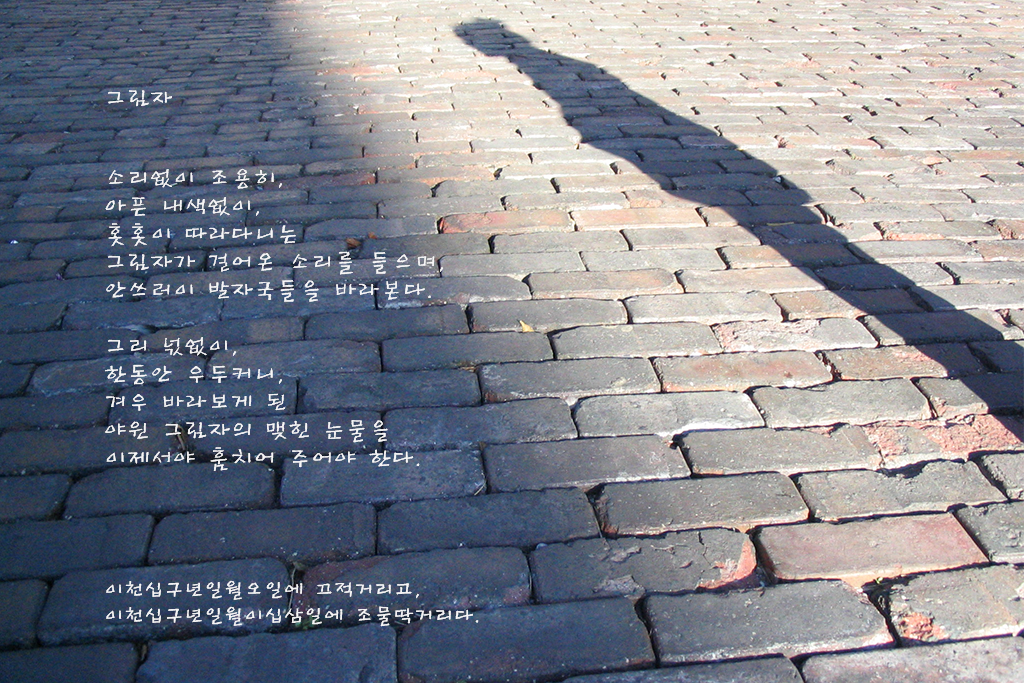 그림자
소리없이 조용히,
아픈 내색없이,
홋홋이 따라다니는
그림자가 걸어온 소리를 들으며
안쓰러이 발자국들을 바라본다.
그리 넋없이,
한동안 우두커니,
겨우 바라보게 된
야윈 그림자의 맺힌 눈물을
이제서야 훔치어 주어야 한다.
이천십구년일월오일에 끄적거리고,
이천십구년일월이십삼일에 조물딱거리다.